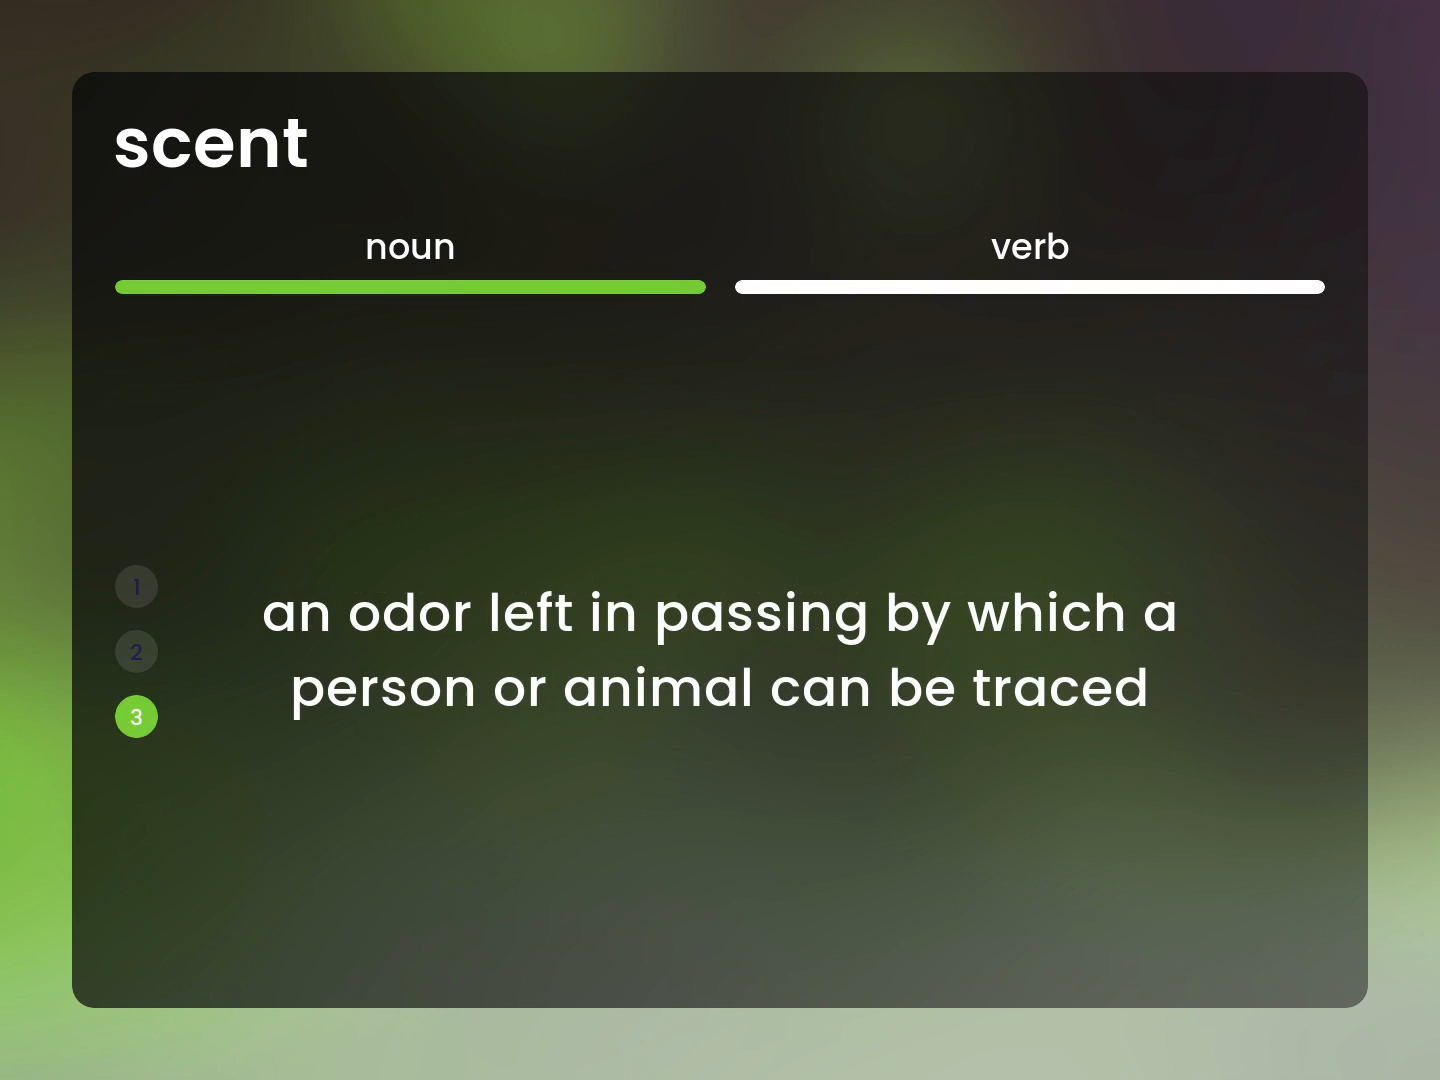 scent
noun
verb
1
2
3
an odor left in passing by which a
person or animal can be traced